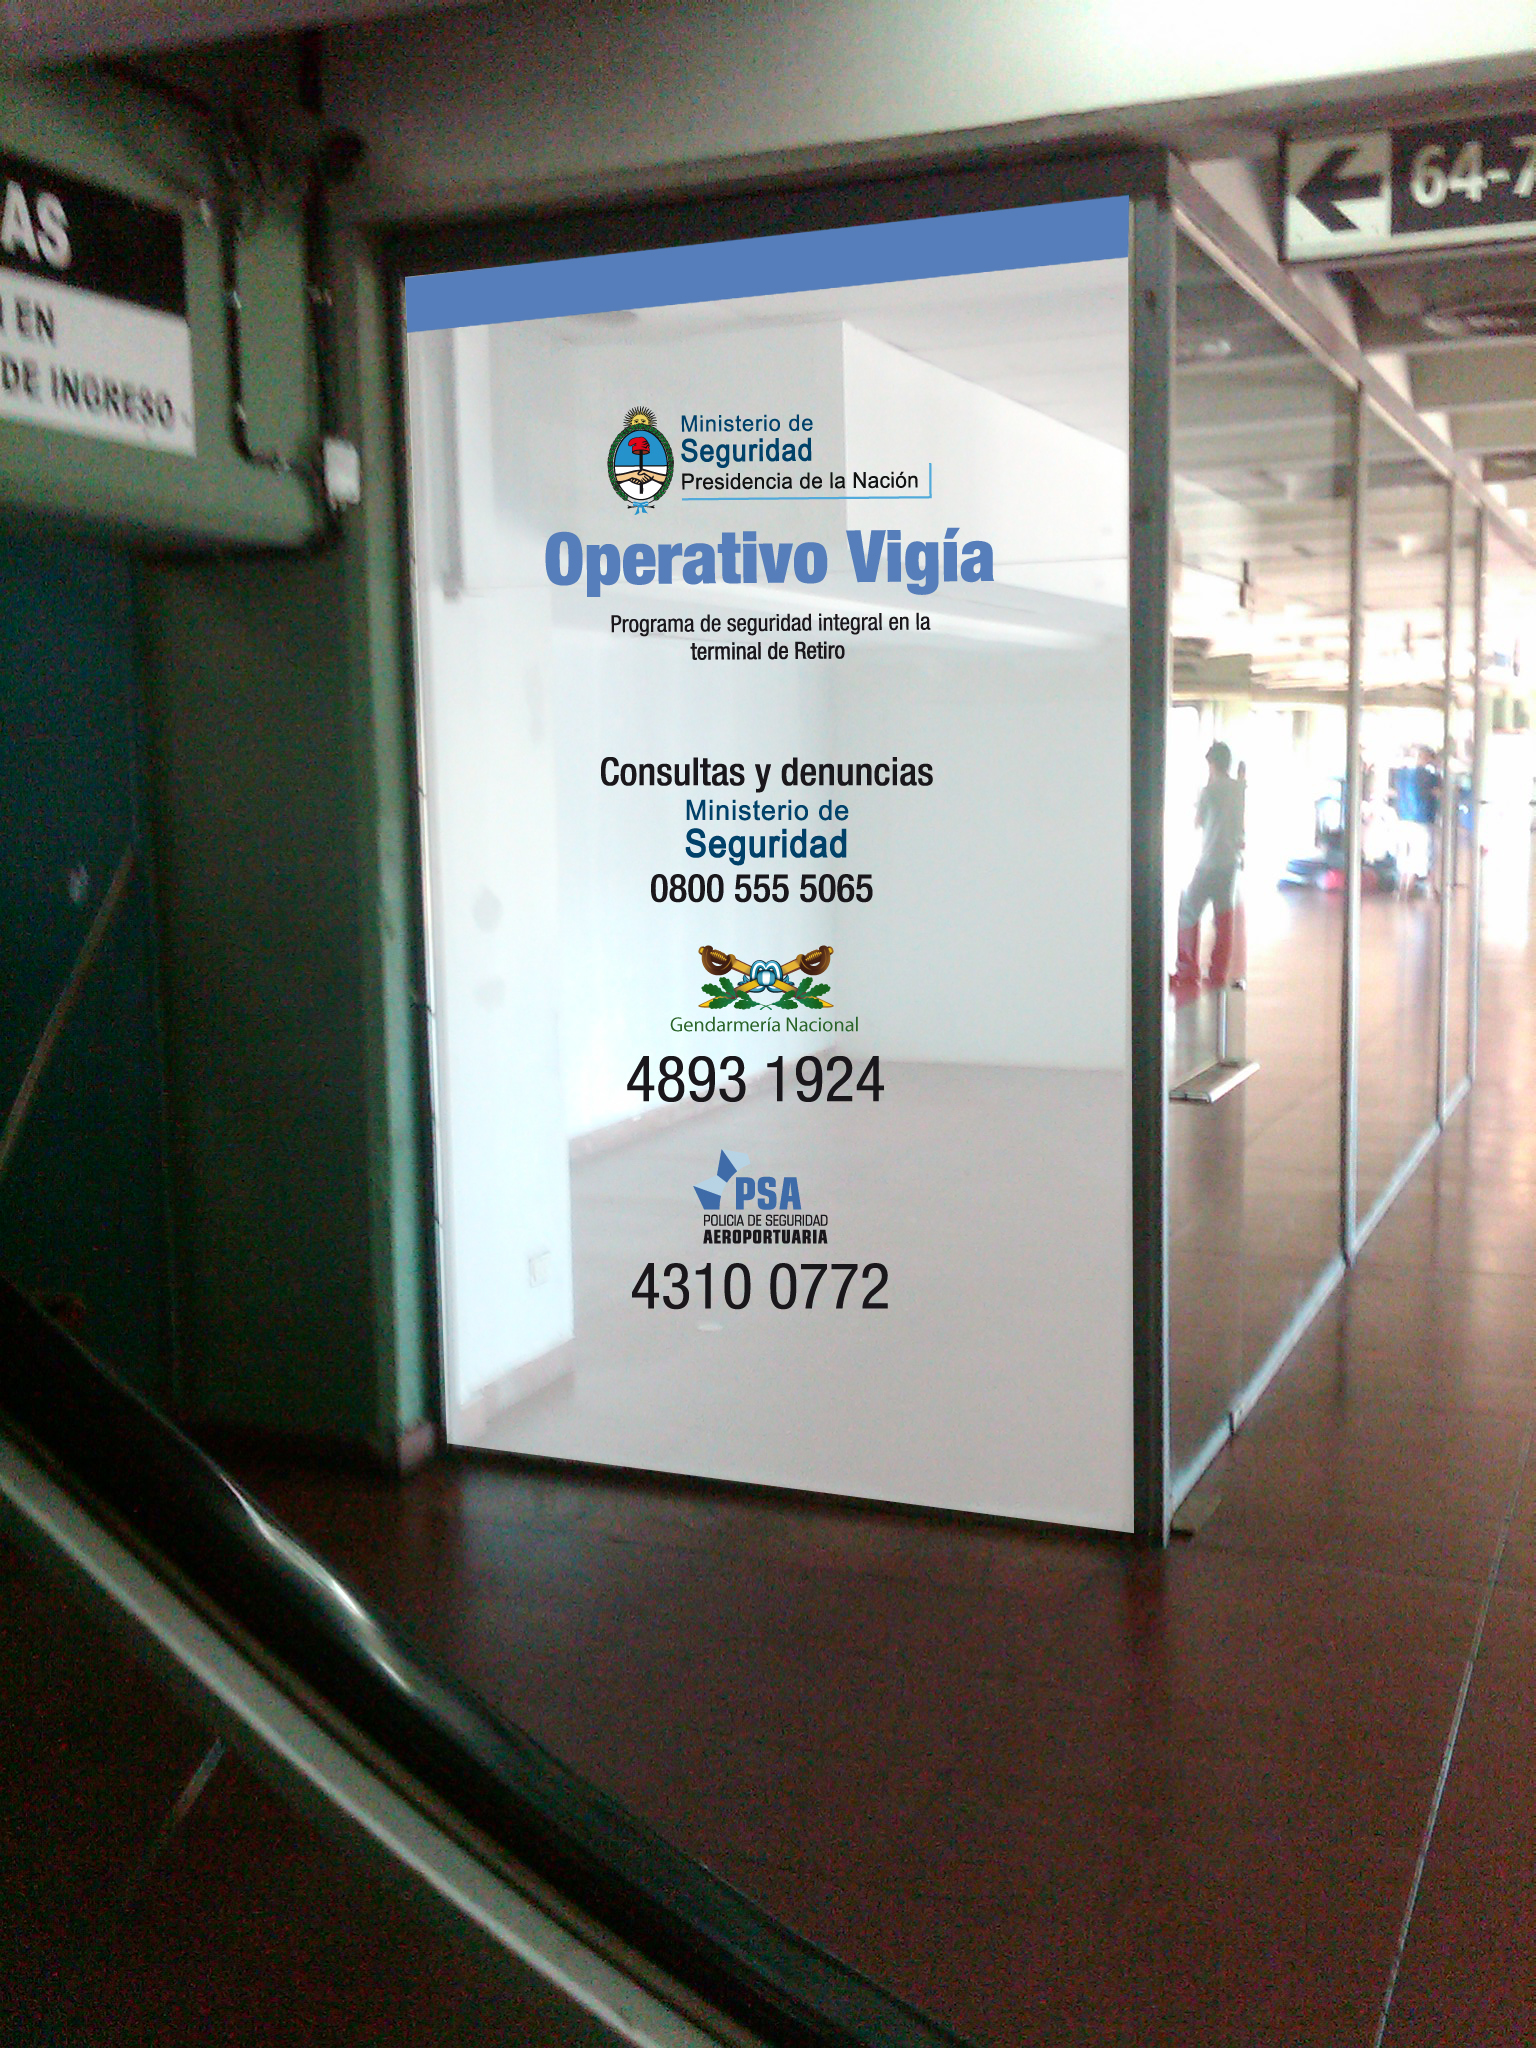 AS
EN
DE INGRESO -
64-7
Ministerio de
Seguridad
Presidencia de la Nación
Operativo Vigía
Programa de seguridad integral en la
terminal de Retiro
Consultas y denuncias
Ministerio de
Seguridad
0800 555 5065
Gendarmería Nacional
4893 1924
PSA
POLICIA DE SEGURIDAD
AEROPORTUARIA
4310 0772